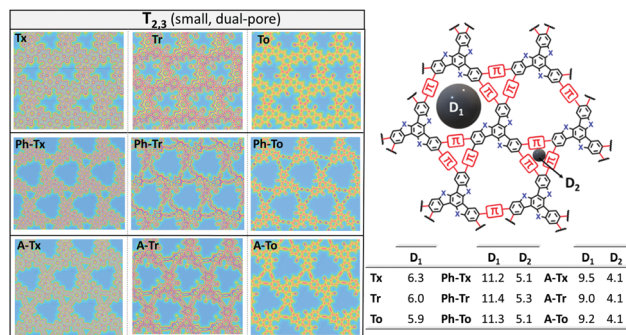 T2,3 (small, dual-pore)
Tx Tr To
Ph-Tx Ph-Tr Ph-To
A-Tx A-Tr A-To
D1
D2
π π π π π π π π π π π
X X X X X X X X X X X X X X X X X X X X X
D1 D1 D2 D1 D2
Tx 6.3 Ph-Tx 11.2 5.1 A-Tx 9.5 4.1
Tr 6.0 Ph-Tr 11.4 5.3 A-Tr 9.0 4.1
To 5.9 Ph-To 11.3 5.1 A-To 9.2 4.1